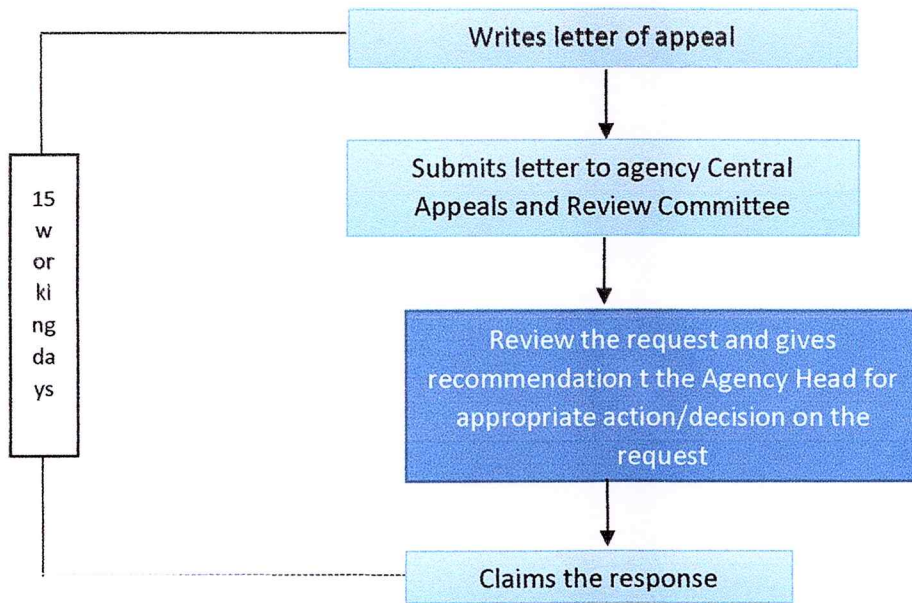 Writes letter of appeal
Submits letter to agency Central
Appeals and Review Committee
15
w
or
ki
ng
da
ys
Review the request and gives
recommendation t the Agency Head for
appropriate action/decision on the
request
Claims the response